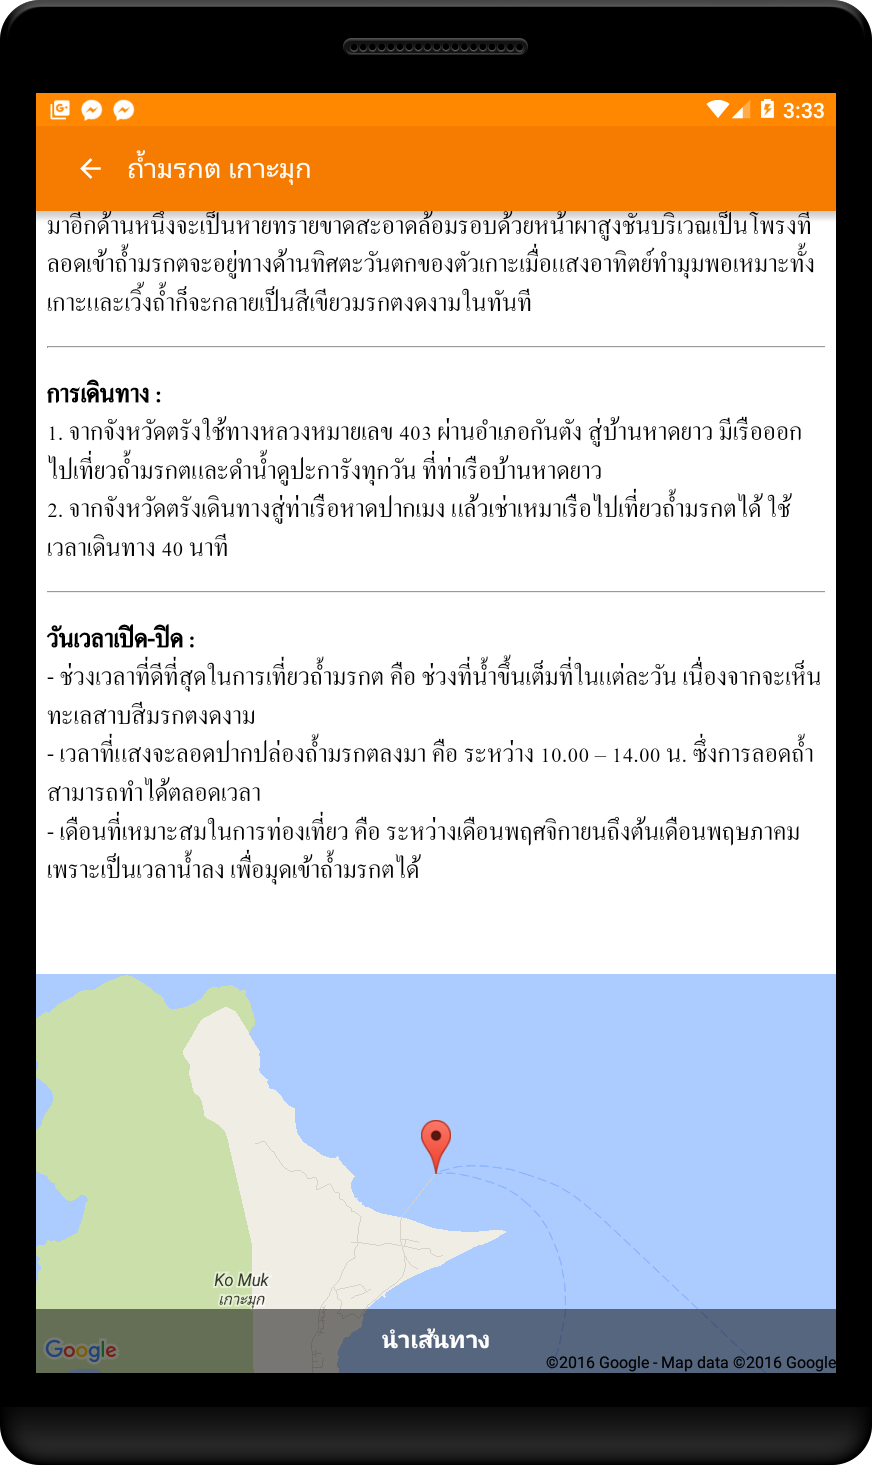 3:33
ถ้ำมรกต เกาะมุก
มาอีกด้านหนึ่งจะเป็นหายทรายขาดสะอาดล้อมรอบด้วยหน้าผาสูงชันบริเวณเป็นโพรงที่
ลอดเข้าถ้ำมรกตจะอยู่ทางด้านทิศตะวันตกของตัวเกาะเมื่อแสงอาทิตย์ทำมุมพอเหมาะทั้ง
เกาะและเวิ้งถ้ำก็จะกลายเป็นสีเขียวมรกตงดงามในทันที
การเดินทาง :
1. จากจังหวัดตรังใช้ทางหลวงหมายเลข 403 ผ่านอำเภอกันตัง สู่บ้านหาดยาว มีเรือออก
ไปเที่ยวถ้ำมรกตและดำน้ำดูปะการังทุกวัน ที่ท่าเรือบ้านหาดยาว
2. จากจังหวัดตรังเดินทางสู่ท่าเรือหาดปากเมง แล้วเช่าเหมาเรือไปเที่ยวถ้ำมรกตได้ ใช้
เวลาเดินทาง 40 นาที
วันเวลาเปิด-ปิด :
- ช่วงเวลาที่ดีที่สุดในการเที่ยวถ้ำมรกต คือ ช่วงที่น้ำขึ้นเต็มที่ในแต่ละวัน เนื่องจากจะเห็น
ทะเลสาบสีมรกตงดงาม
- เวลาที่แสงจะลอดปากปล่องถ้ำมรกตลงมา คือ ระหว่าง 10.00 – 14.00 น. ซึ่งการลอดถ้ำ
สามารถทำได้ตลอดเวลา
- เดือนที่เหมาะสมในการท่องเที่ยว คือ ระหว่างเดือนพฤศจิกายนถึงต้นเดือนพฤษภาคม
เพราะเป็นเวลาน้ำลง เพื่อมุดเข้าถ้ำมรกตได้
Ko Muk
เกาะมุก
นำเส้นทาง
Google
©2016 Google - Map data ©2016 Google